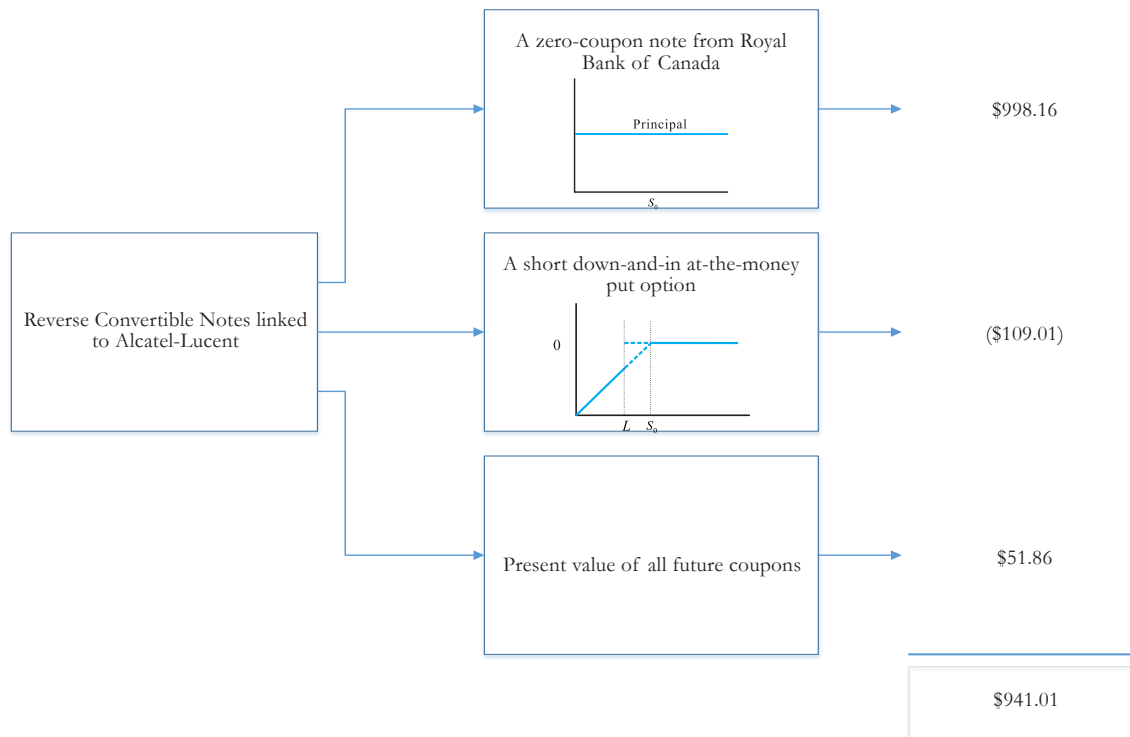 A zero-coupon note from Royal
Bank of Canada
Principal
S₀
$998.16
Reverse Convertible Notes linked
to Alcatel-Lucent
A short down-and-in at-the-money
put option
0
L S₀
($109.01)
Present value of all future coupons
$51.86
$941.01